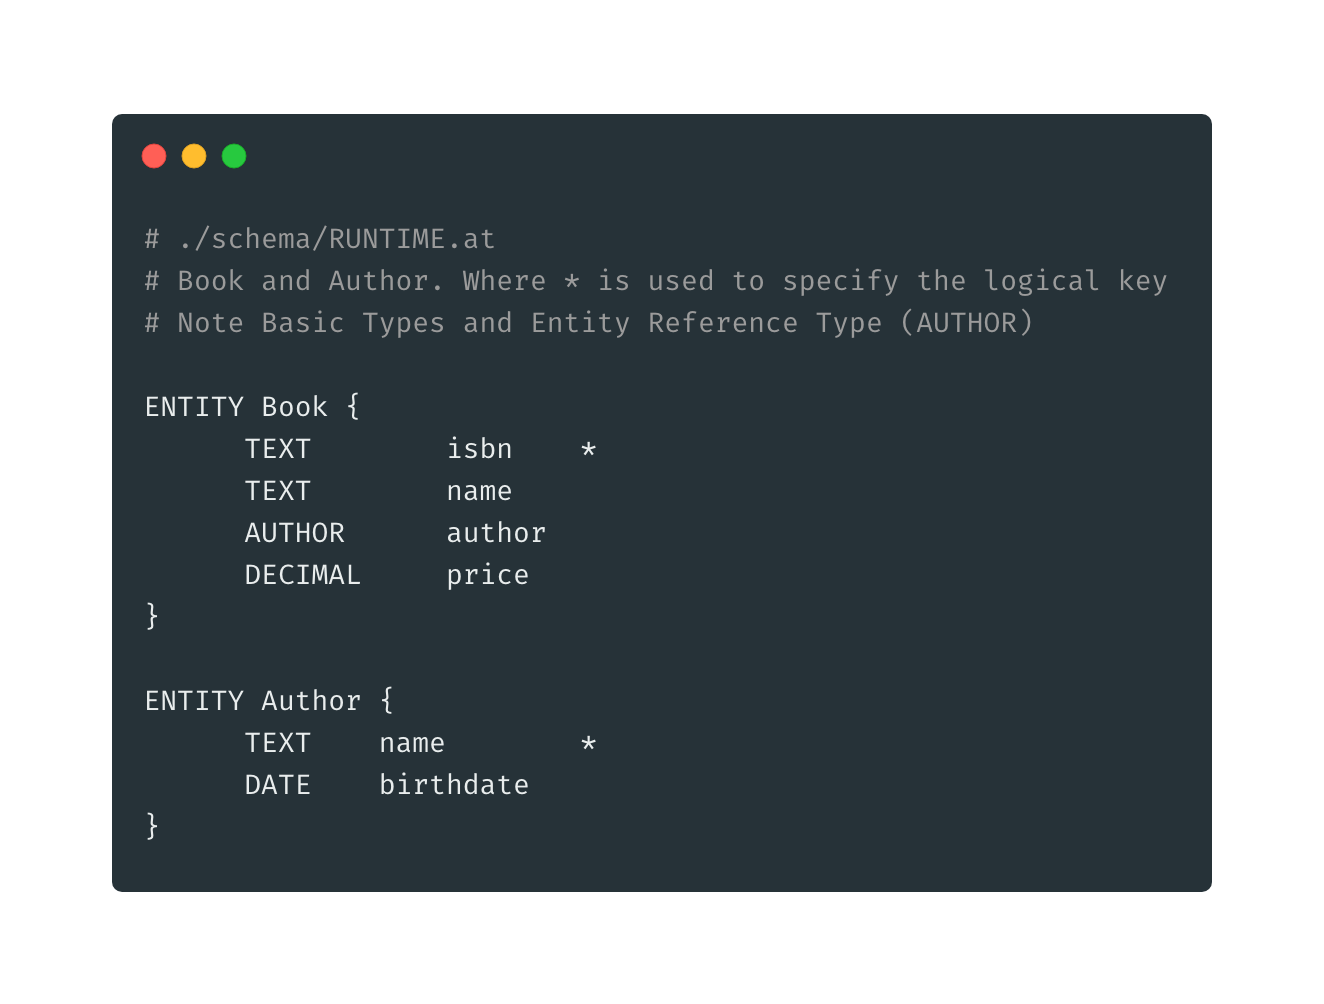 # ./schema/RUNTIME.at
# Book and Author. Where * is used to specify the logical key
# Note Basic Types and Entity Reference Type (AUTHOR)
ENTITY Book {
TEXT isbn *
TEXT name
AUTHOR author
DECIMAL price
}
ENTITY Author {
TEXT name *
DATE birthdate
}